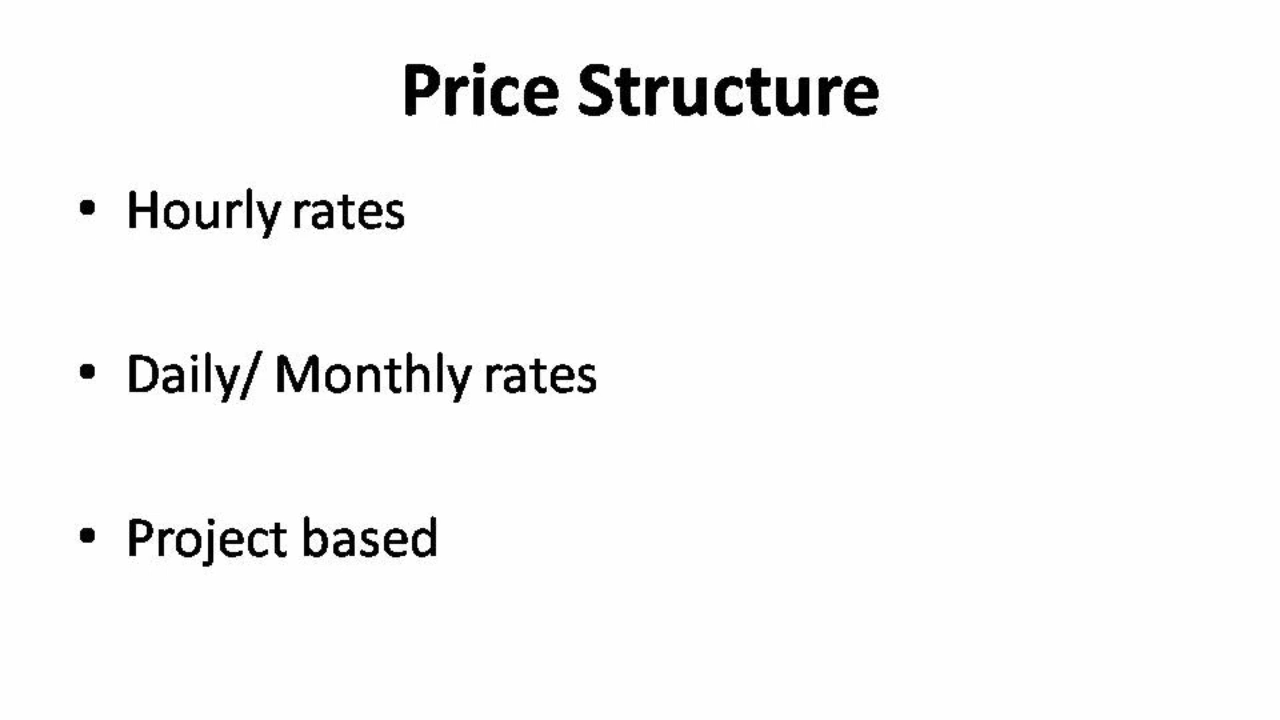 Price Structure
• Hourly rates
• Daily/ Monthly rates
• Project based